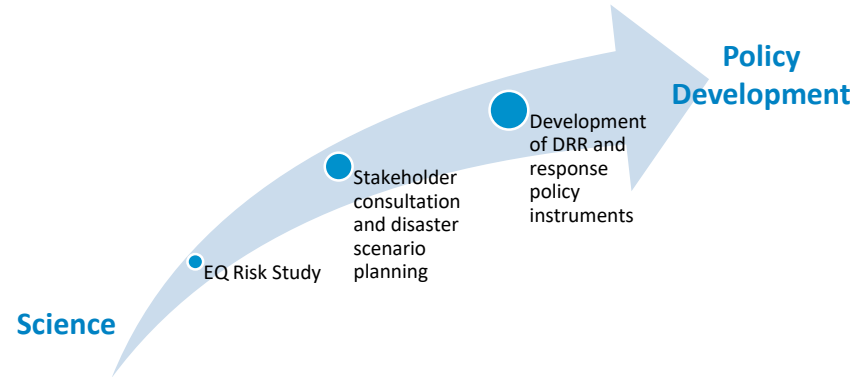 Policy
Development
Development
of DRR and
response
policy
instruments
Stakeholder
consultation
and disaster
scenario
planning
EQ Risk Study
Science